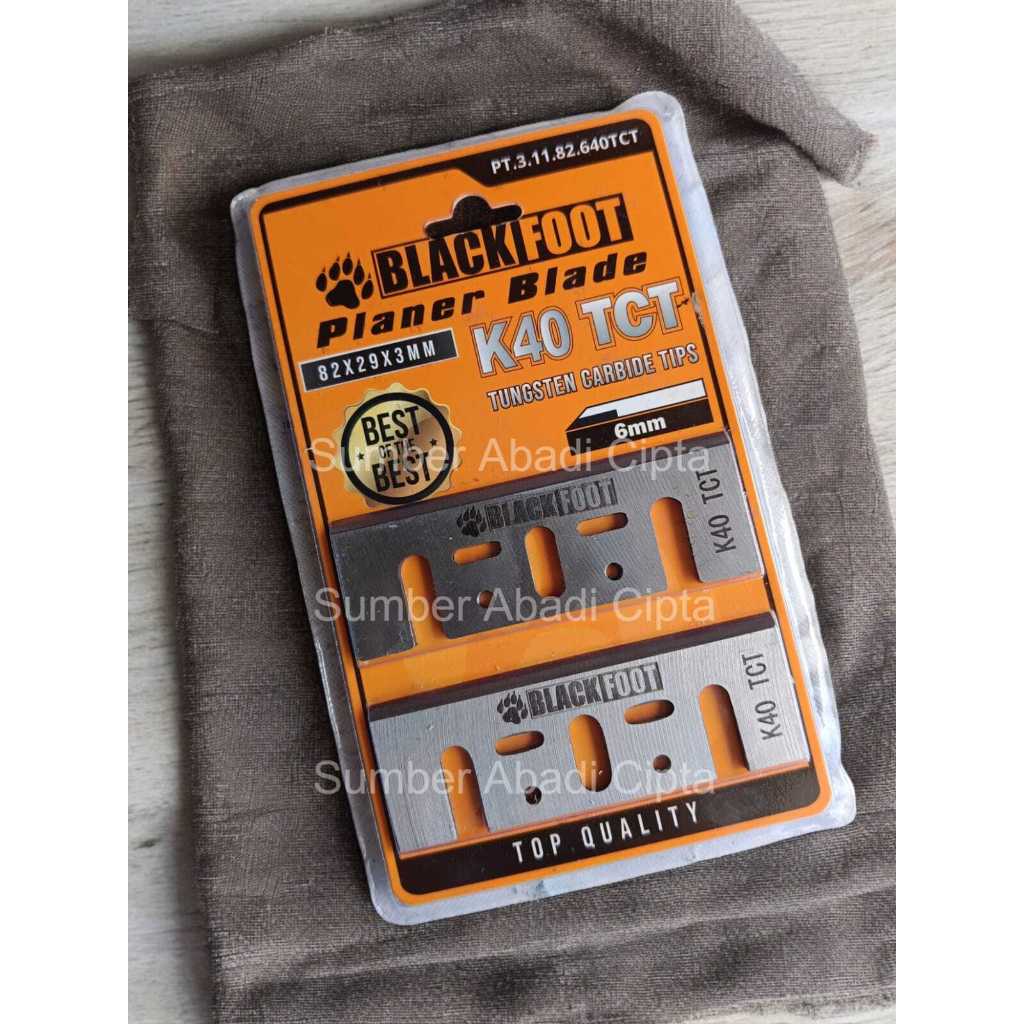 PT.3.11.82.640TCT
BLACKFOOT
Planer Blade
82X29X3MM
K40 TCT
TUNGSTEN CARBIDE TIPS
6mm
BEST
OF THE
BEST
Sumber Abadi Cipta
BLACKFOOT
K40 TCT
Sumber Abadi Cipta
BLACKFOOT
K40 TCT
Sumber Abadi Cipta
TOP QUALITY